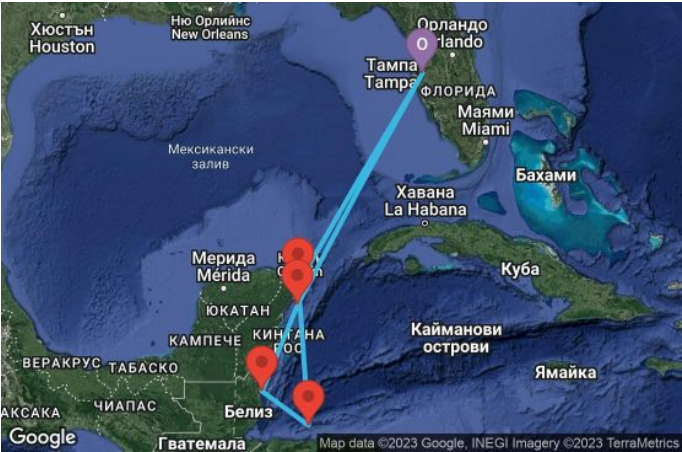 Хюстън
Houston
Ню Орлийнс
New Orleans
Орландо
rlando
Тампа
Tampa
O
ФЛОРИДА
Маями
Miami
Мексикански
залив
Бахами
Хавана
La Habana
Мерида
Mérida
Куба
ЮКАТАН
КАМПЕЧЕ
КИНТАНА
РОО
Кайманови
острови
ВЕРАКРУС
ТАБАСКО
Ямайка
АКСАКА
ЧИАПАС
Белиз
Гватемала
Google
Map data ©2023 Google, INEGI Imagery ©2023 TerraMetrics